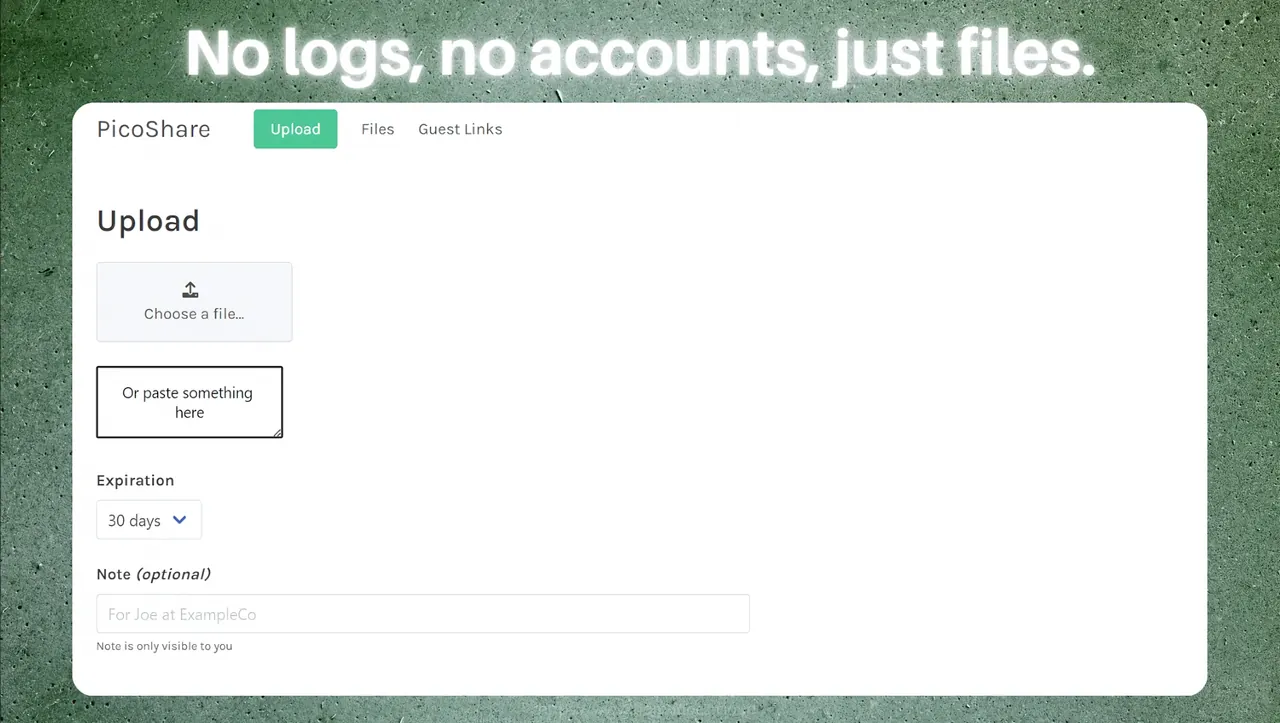 No logs, no accounts, just files.
PicoShare
Upload
Files
Guest Links
Upload
Choose a file...
Or paste something
here
Expiration
30 days
Note (optional)
For Joe at ExampleCo
Note is only visible to you